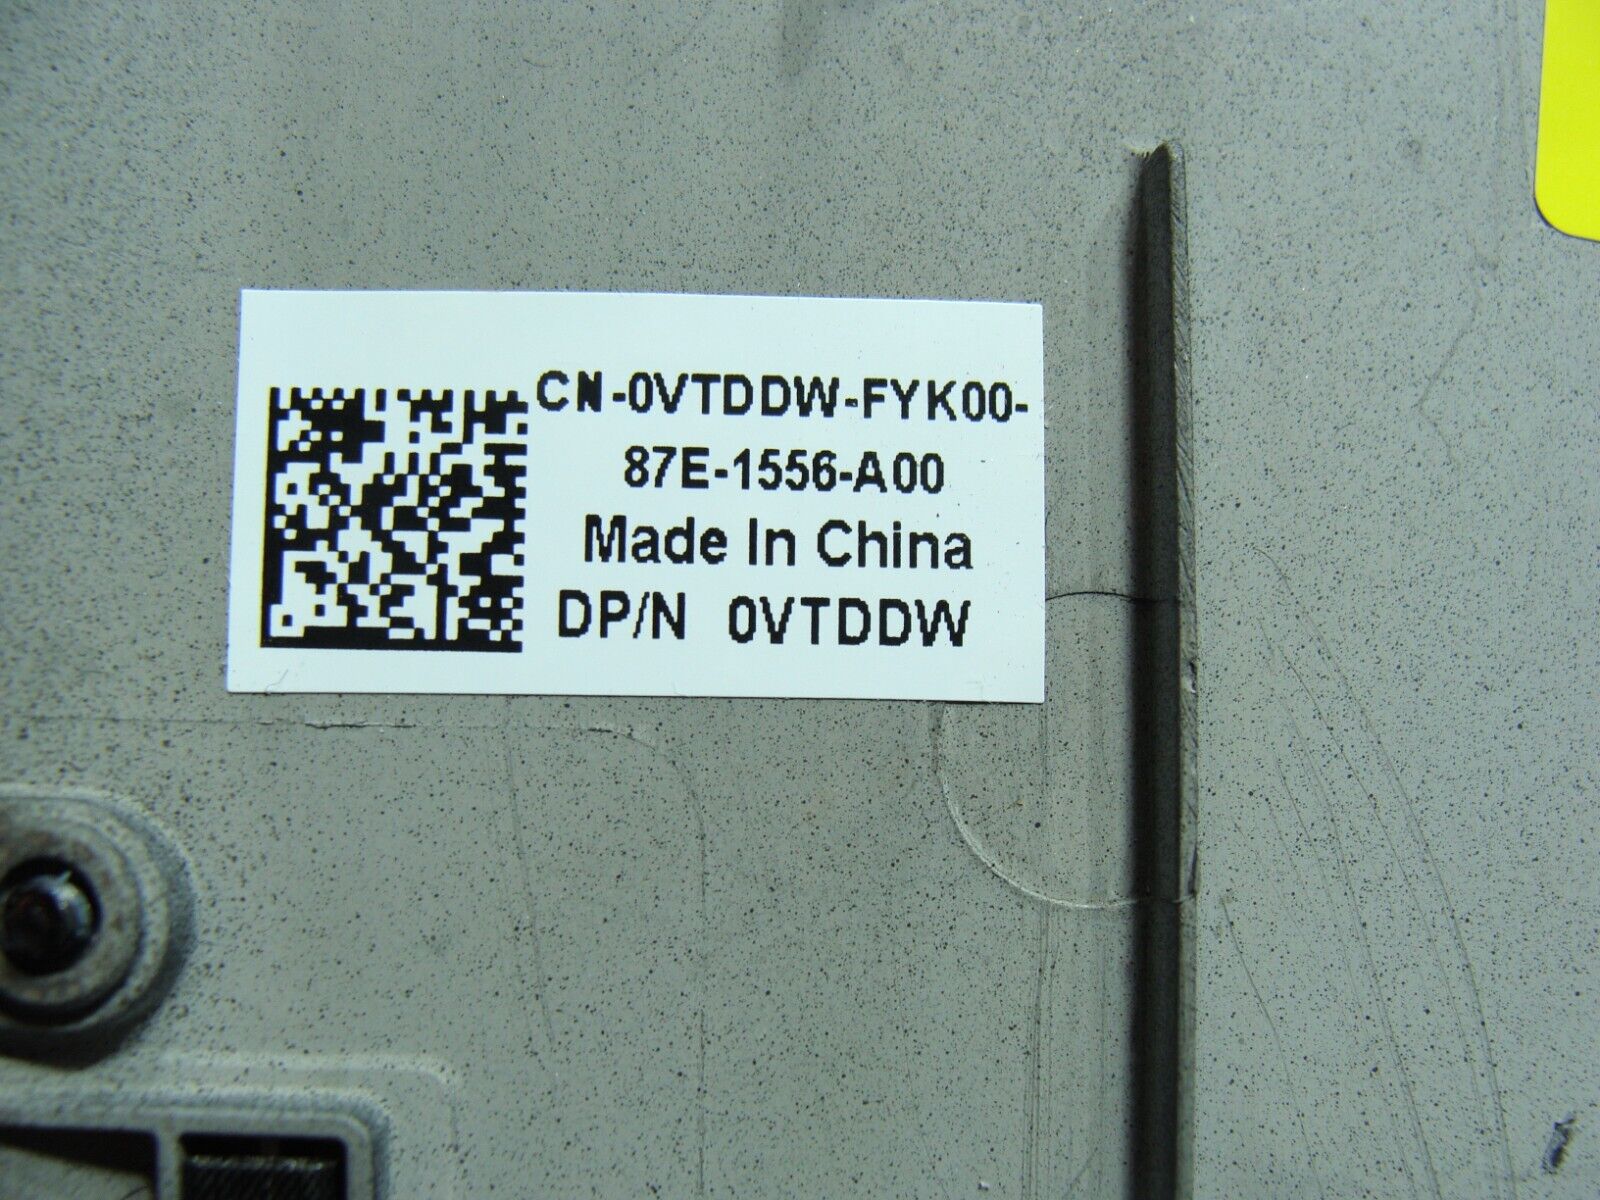 CN-0VTDDW-FYK00-
87E-1556-A00
Made In China
DP/N 0VTDDW